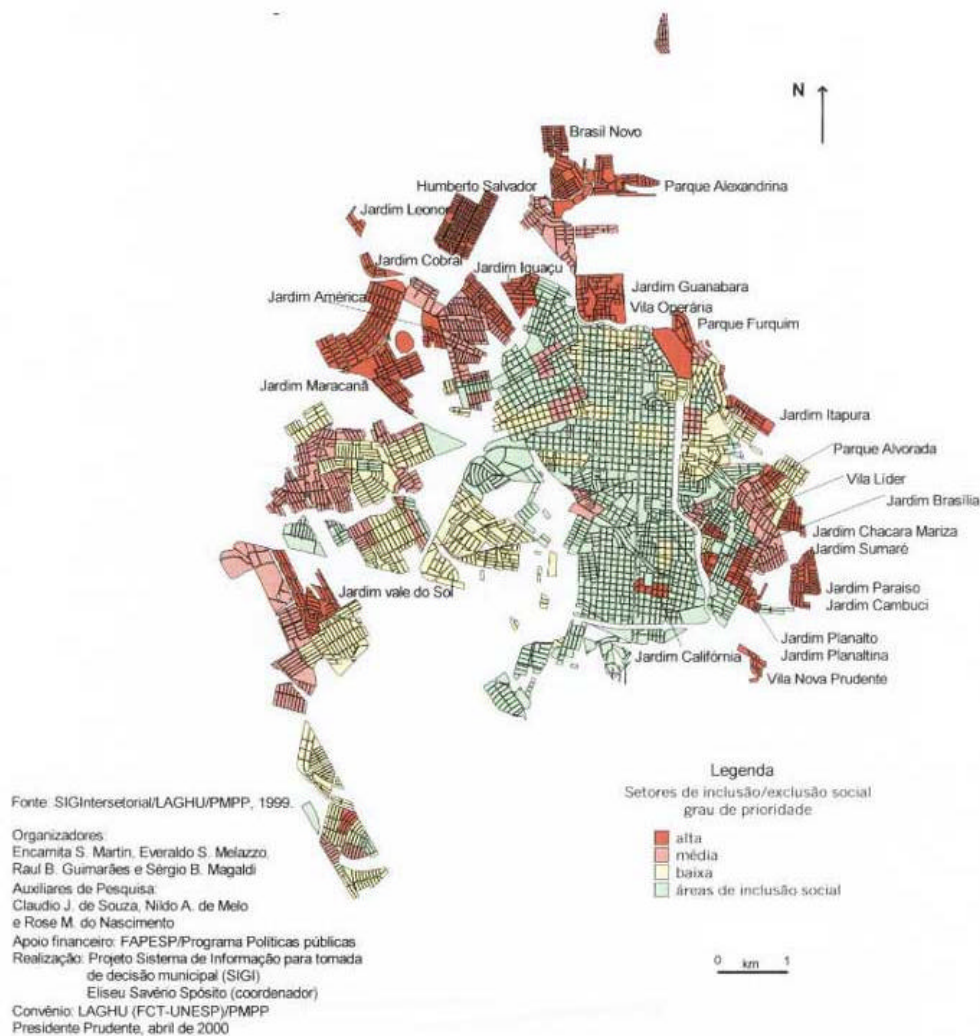 N
Brasil Novo
Humberto Salvador
Parque Alexandrina
Jardim Leonor
Jardim Cobral
Jardim Iguaçu
Jardim Guanabara
Jardim América
Vila Operária
Parque Furquim
Jardim Maracanã
Jardim Itapura
Parque Alvorada
Vila Líder
Jardim Brasília
Jardim Chacara Mariza
Jardim Sumaré
Jardim vale do Sol
Jardim Paraiso
Jardim Cambuci
Jardim Planalto
Jardim Califórnia
Jardim Planaltina
Vila Nova Prudente
Legenda
Setores de inclusão/exclusão social
grau de prioridade
alta
média
baixa
áreas de inclusão social
0 km 1
Fonte: SIGIntersetorial/LAGHU/PMPP, 1999.
Organizadores:
Encarnita S. Martin, Everaldo S. Melazzo,
Raul B. Guimarães e Sérgio B. Magaldi
Auxiliares de Pesquisa:
Claudio J. de Souza, Nildo A. de Melo
e Rose M. do Nascimento
Apoio financeiro: FAPESP/Programa Políticas públicas
Realização: Projeto Sistema de Informação para tomada
de decisão municipal (SIGI)
Eliseu Savério Spósito (coordenador)
Convênio: LAGHU (FCT-UNESP)/PMPP
Presidente Prudente, abril de 2000